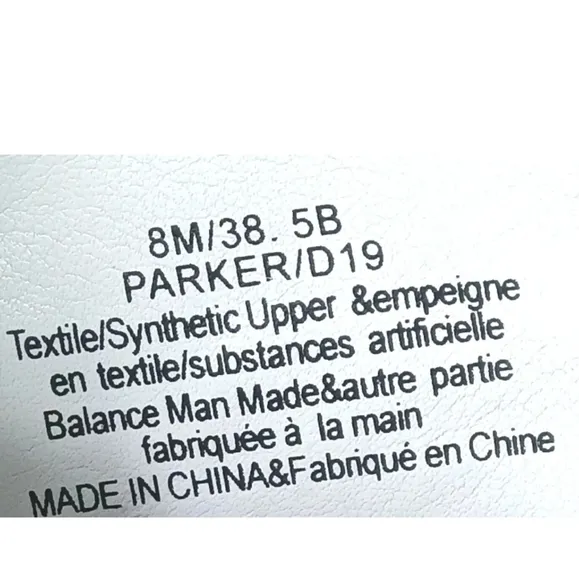 8M/38. 5B
PARKER/D19
Textile/Synthetic Upper &empeigne
en textile/substances artificielle
Balance Man Made&autre partie
fabriquée à la main
MADE IN CHINA&Fabriqué en Chine